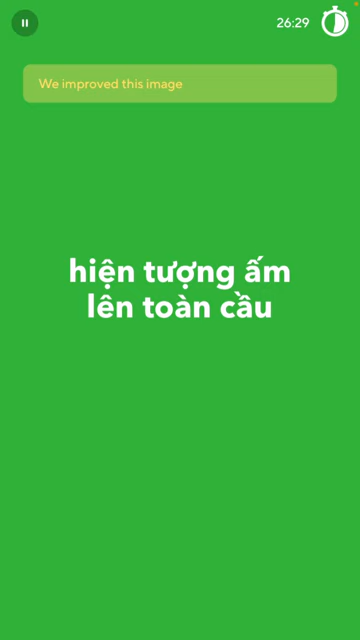 26:29
We improved this image
hiện tượng ấm
lên toàn cầu